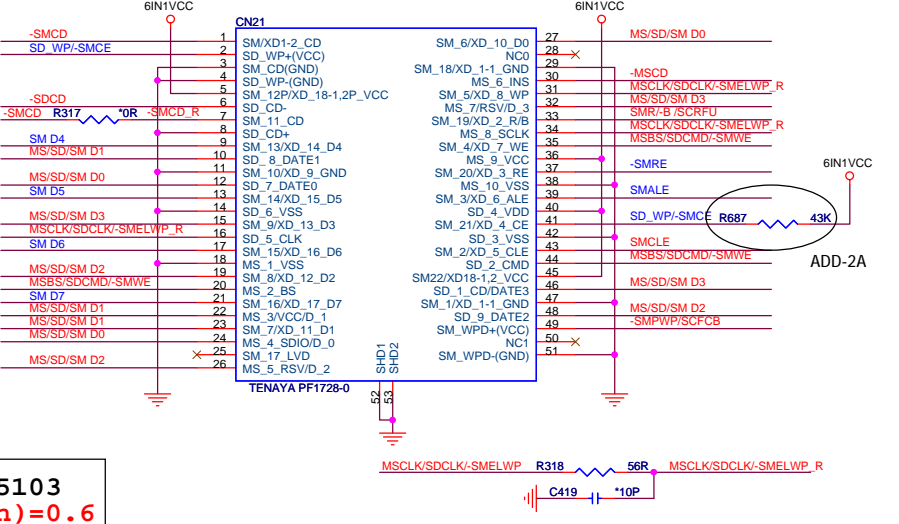 6IN1VCC
6IN1VCC
CN21
-SMCD
1
SM/XD1-2_CD
SD_WP/-SMCE
2
SD_WP+(VCC)
3
SM_CD(GND)
4
SD_WP-(GND)
5
SM_12P/XD_18-1,2P_VCC
-SDCD
6
SD_CD-
-SMCD
R317
*0R
-SMCD_R
7
SM_11_CD
8
SD_CD+
SM D4
9
SM_13/XD_14_D4
MS/SD/SM D1
10
SD_ 8_DATE1
11
SM_10/XD_9_GND
MS/SD/SM D0
12
SD_7_DATE0
SM D5
13
SM_14/XD_15_D5
14
SD_6_VSS
MS/SD/SM D3
15
SM_9/XD_13_D3
MSCLK/SDCLK/-SMELWP_R
16
SD_5_CLK
SM D6
17
SM_15/XD_16_D6
18
MS_1_VSS
MS/SD/SM D2
19
SM_8/XD_12_D2
MSBS/SDCMD/-SMWE
20
MS_2_BS
SM D7
21
SM_16/XD_17_D7
MS/SD/SM D1
22
MS_3/VCC/D_1
MS/SD/SM D1
23
SM_7/XD_11_D1
MS/SD/SM D0
24
MS_4_SDIO/D_0
25
SM_17_LVD
MS/SD/SM D2
26
MS_5_RSV/D_2
SM_6/XD_10_D0
27
MS/SD/SM D0
NC0
28
SM_18/XD_1-1_GND
29
MS_6_INS
30
-MSCD
SM_5/XD_8_WP
31
MSCLK/SDCLK/-SMELWP_R
MS_7/RSV/D_3
32
MS/SD/SM D3
SM_19/XD_2_R/B
33
SMR/-B /SCRFU
MS_8_SCLK
34
MSCLK/SDCLK/-SMELWP_R
SM_4/XD_7_WE
35
MSBS/SDCMD/-SMWE
MS_9_VCC
36
SM_20/XD_3_RE
37
-SMRE
MS_10_VSS
38
SM_3/XD_6_ALE
39
SMALE
SD_4_VDD
40
SM_21/XD_4_CE
41
SD_WP/-SMCE
SD_3_VSS
42
SM_2/XD_5_CLE
43
SMCLE
SD_2_CMD
44
MSBS/SDCMD/-SMWE
SM22/XD18-1,2_VCC
45
SD_1_CD/DATE3
46
MS/SD/SM D3
SM_1/XD_1-1_GND
47
SD_9_DATE2
48
MS/SD/SM D2
SM_WPD+(VCC)
49
-SMPWP/SCFCB
NC1
50
SM_WPD-(GND)
51
6IN1VCC
R687
43K
ADD-2A
SHD1
SHD2
TENAYA PF1728-0
52
53
MSCLK/SDCLK/-SMELWP
R318
56R
MSCLK/SDCLK/-SMELWP_R
C419
*10P
5103
)=0.6